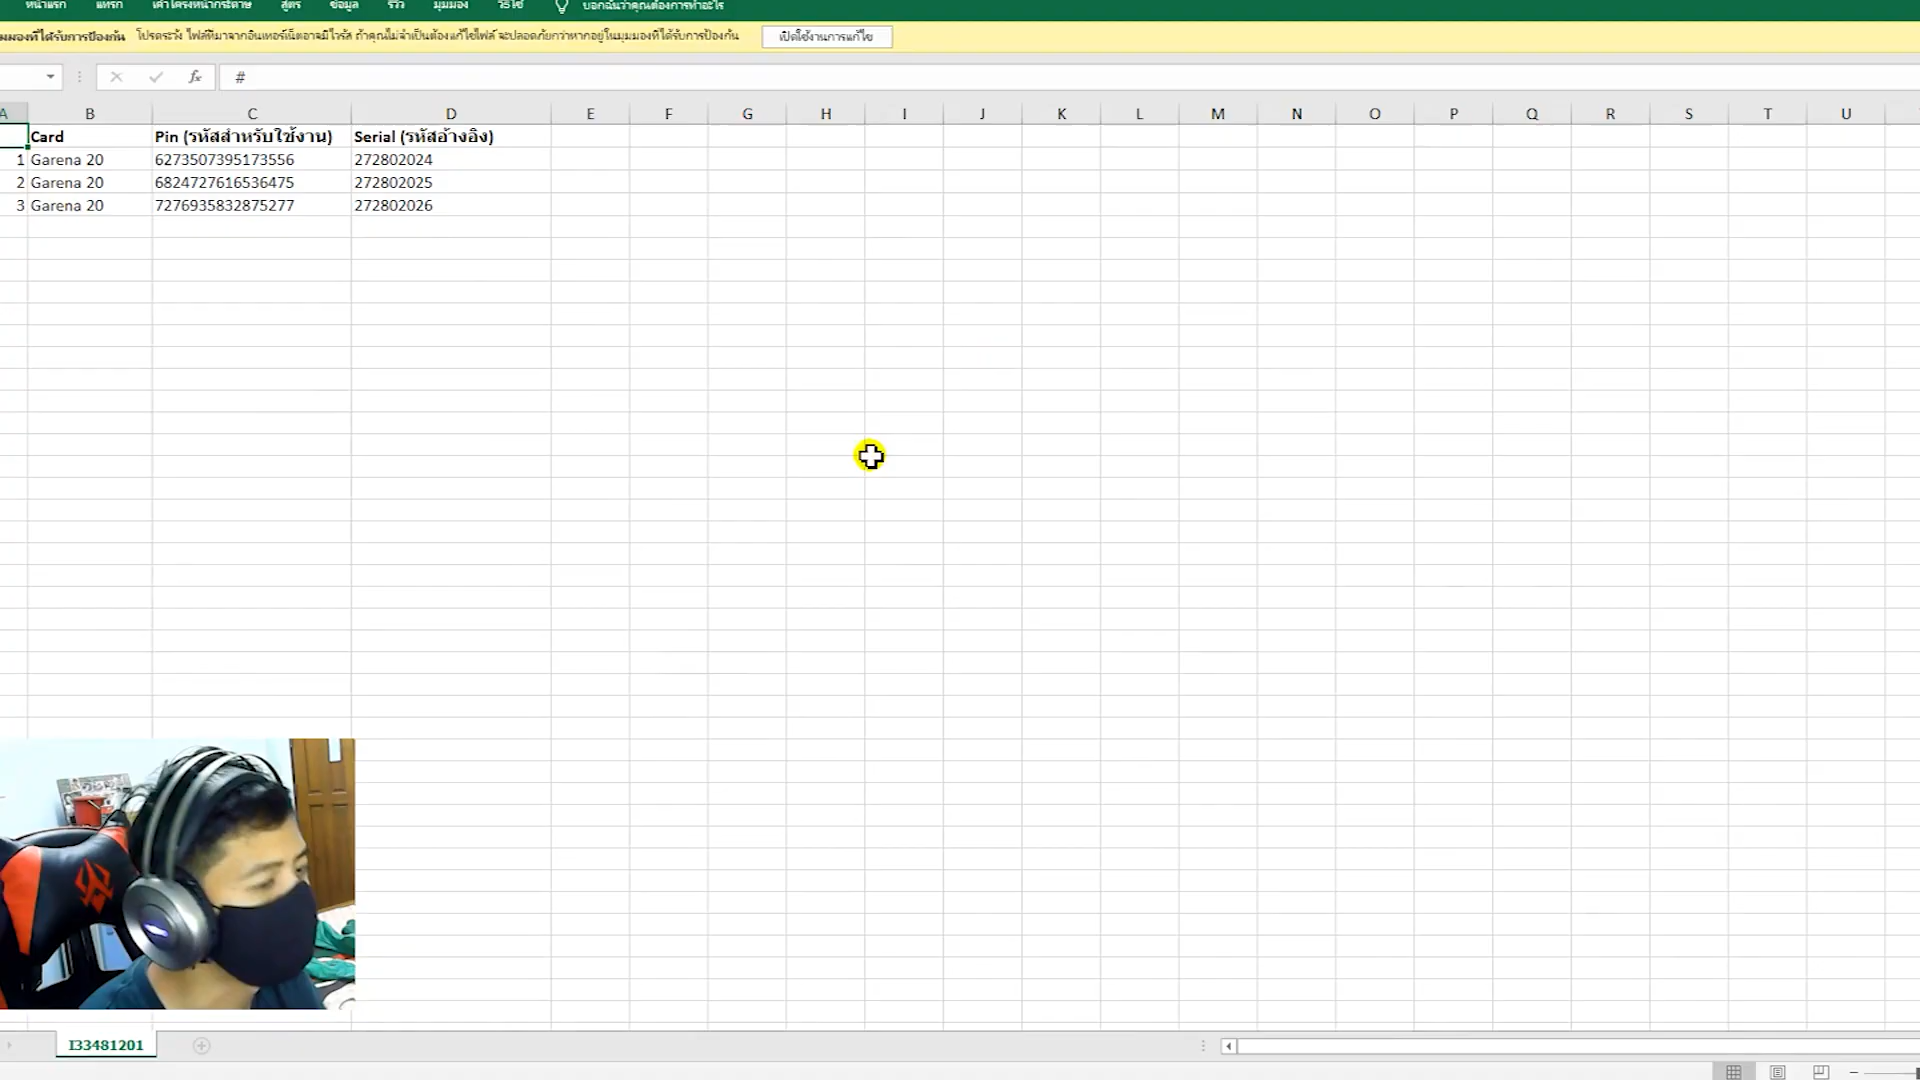 หน้าแรก แทรก เค้าโครงหน้ากระดาษ สูตร ข้อมูล รีวิว มุมมอง วิธีใช้ บอกฉันว่าคุณต้องการทำอะไร
มมองที่ได้รับการป้องกัน โปรดระวัง ไฟล์ที่มาจากอินเทอร์เน็ตอาจมีไวรัส ถ้าคุณไม่จำเป็นต้องแก้ไขไฟล์ จะปลอดภัยกว่าหากอยู่ในมุมมองที่ได้รับการป้องกัน เปิดใช้งานการแก้ไข
fx #
A B C D E F G H I J K L M N O P Q R S T U
Card Pin (รหัสสำหรับใช้งาน) Serial (รหัสอ้างอิง)
1 Garena 20 6273507395173556 272802024
2 Garena 20 6824727616536475 272802025
3 Garena 20 7276935832875277 272802026
I33481201